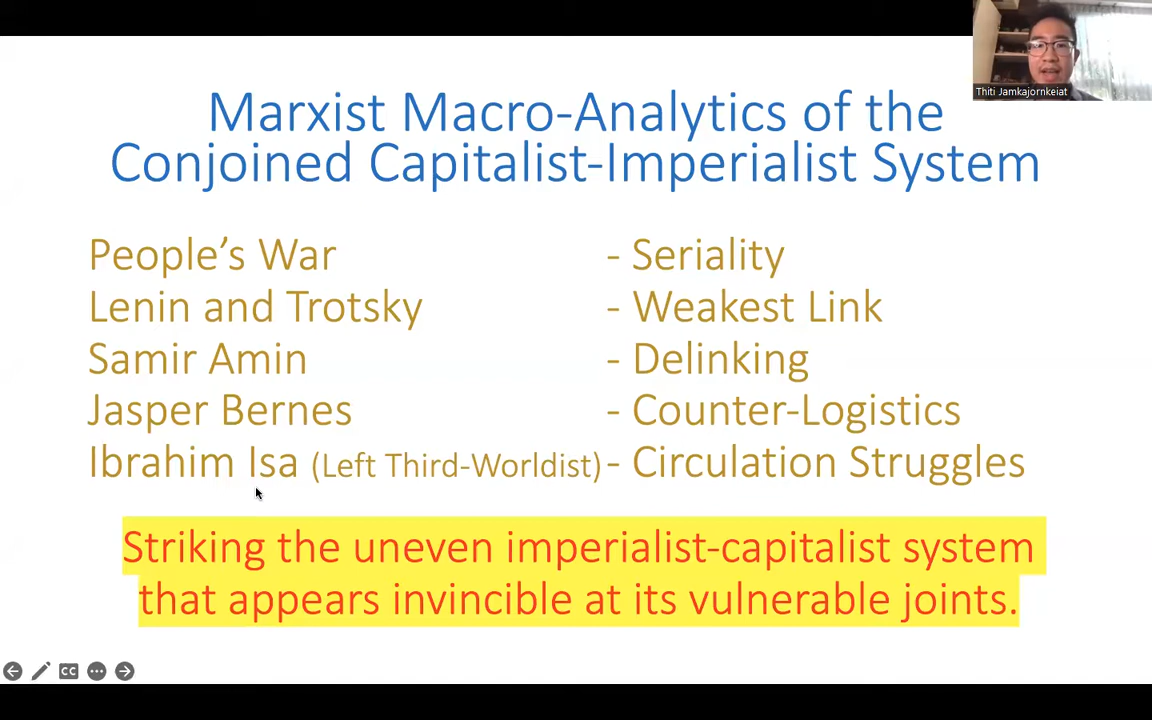 Thiti Jamkajornkeiat
Marxist Macro-Analytics of the
Conjoined Capitalist-Imperialist System
People's War - Seriality
Lenin and Trotsky - Weakest Link
Samir Amin - Delinking
Jasper Bernes - Counter-Logistics
Ibrahim Isa (Left Third-Worldist) - Circulation Struggles
Striking the uneven imperialist-capitalist system
that appears invincible at its vulnerable joints.
CC